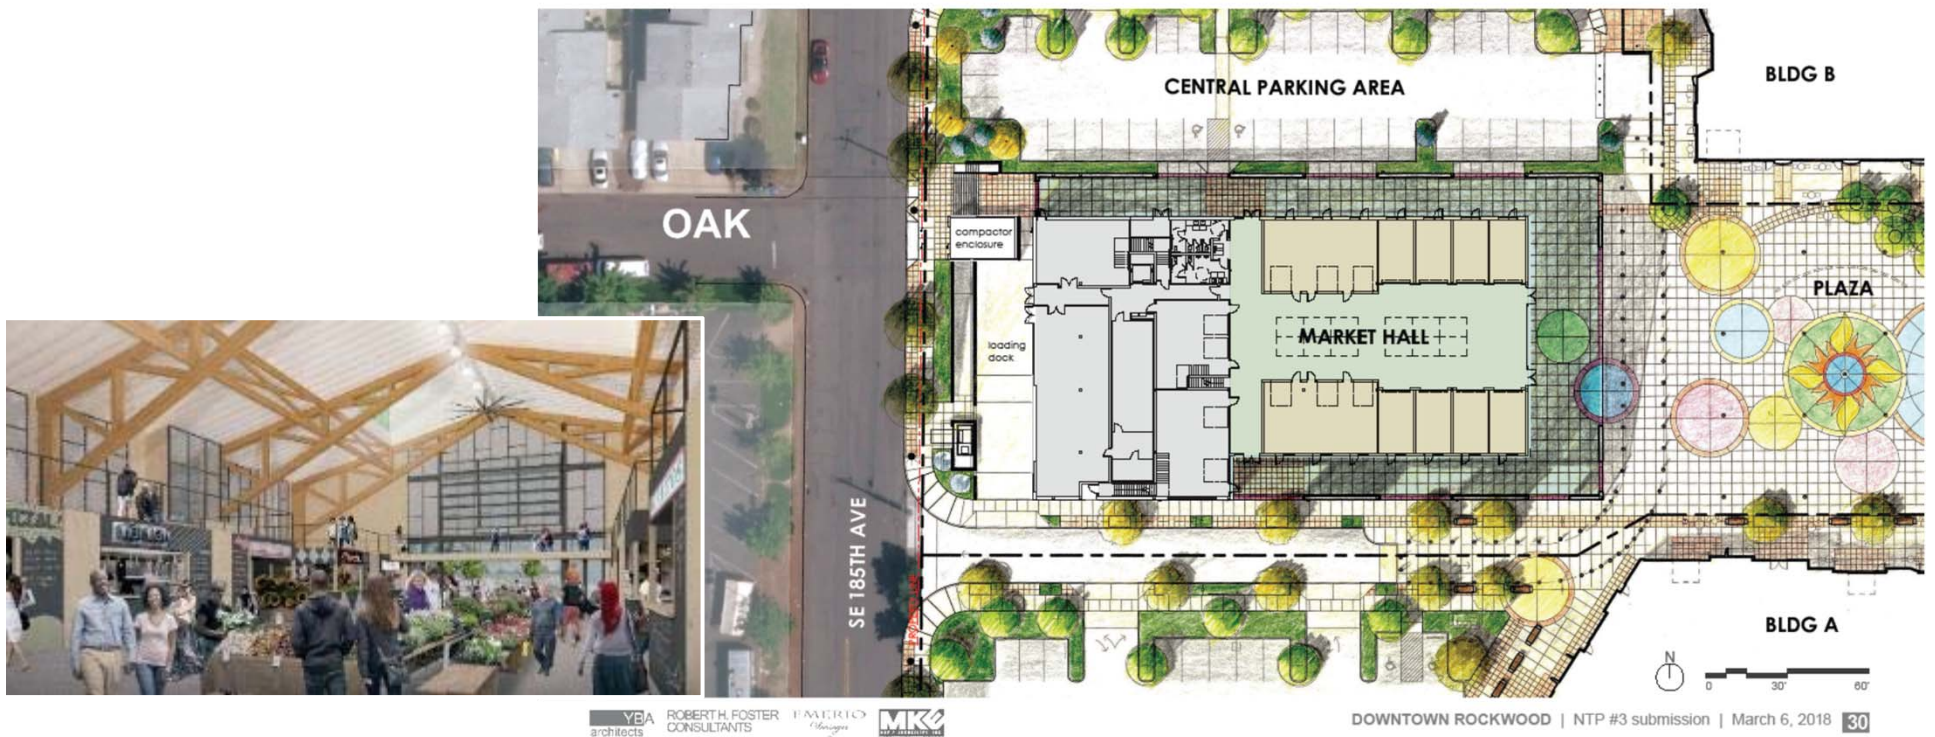 CENTRAL PARKING AREA
BLDG B
OAK
compactor
enclosure
PLAZA
MARKET HALL
loading
dock
SE 185TH AVE
BLDG A
N
0 30' 60'
YBA
architects
ROBERT H. FOSTER
CONSULTANTS
EMERIO
Design
MKE
DOWNTOWN ROCKWOOD | NTP #3 submission | March 6, 2018 30